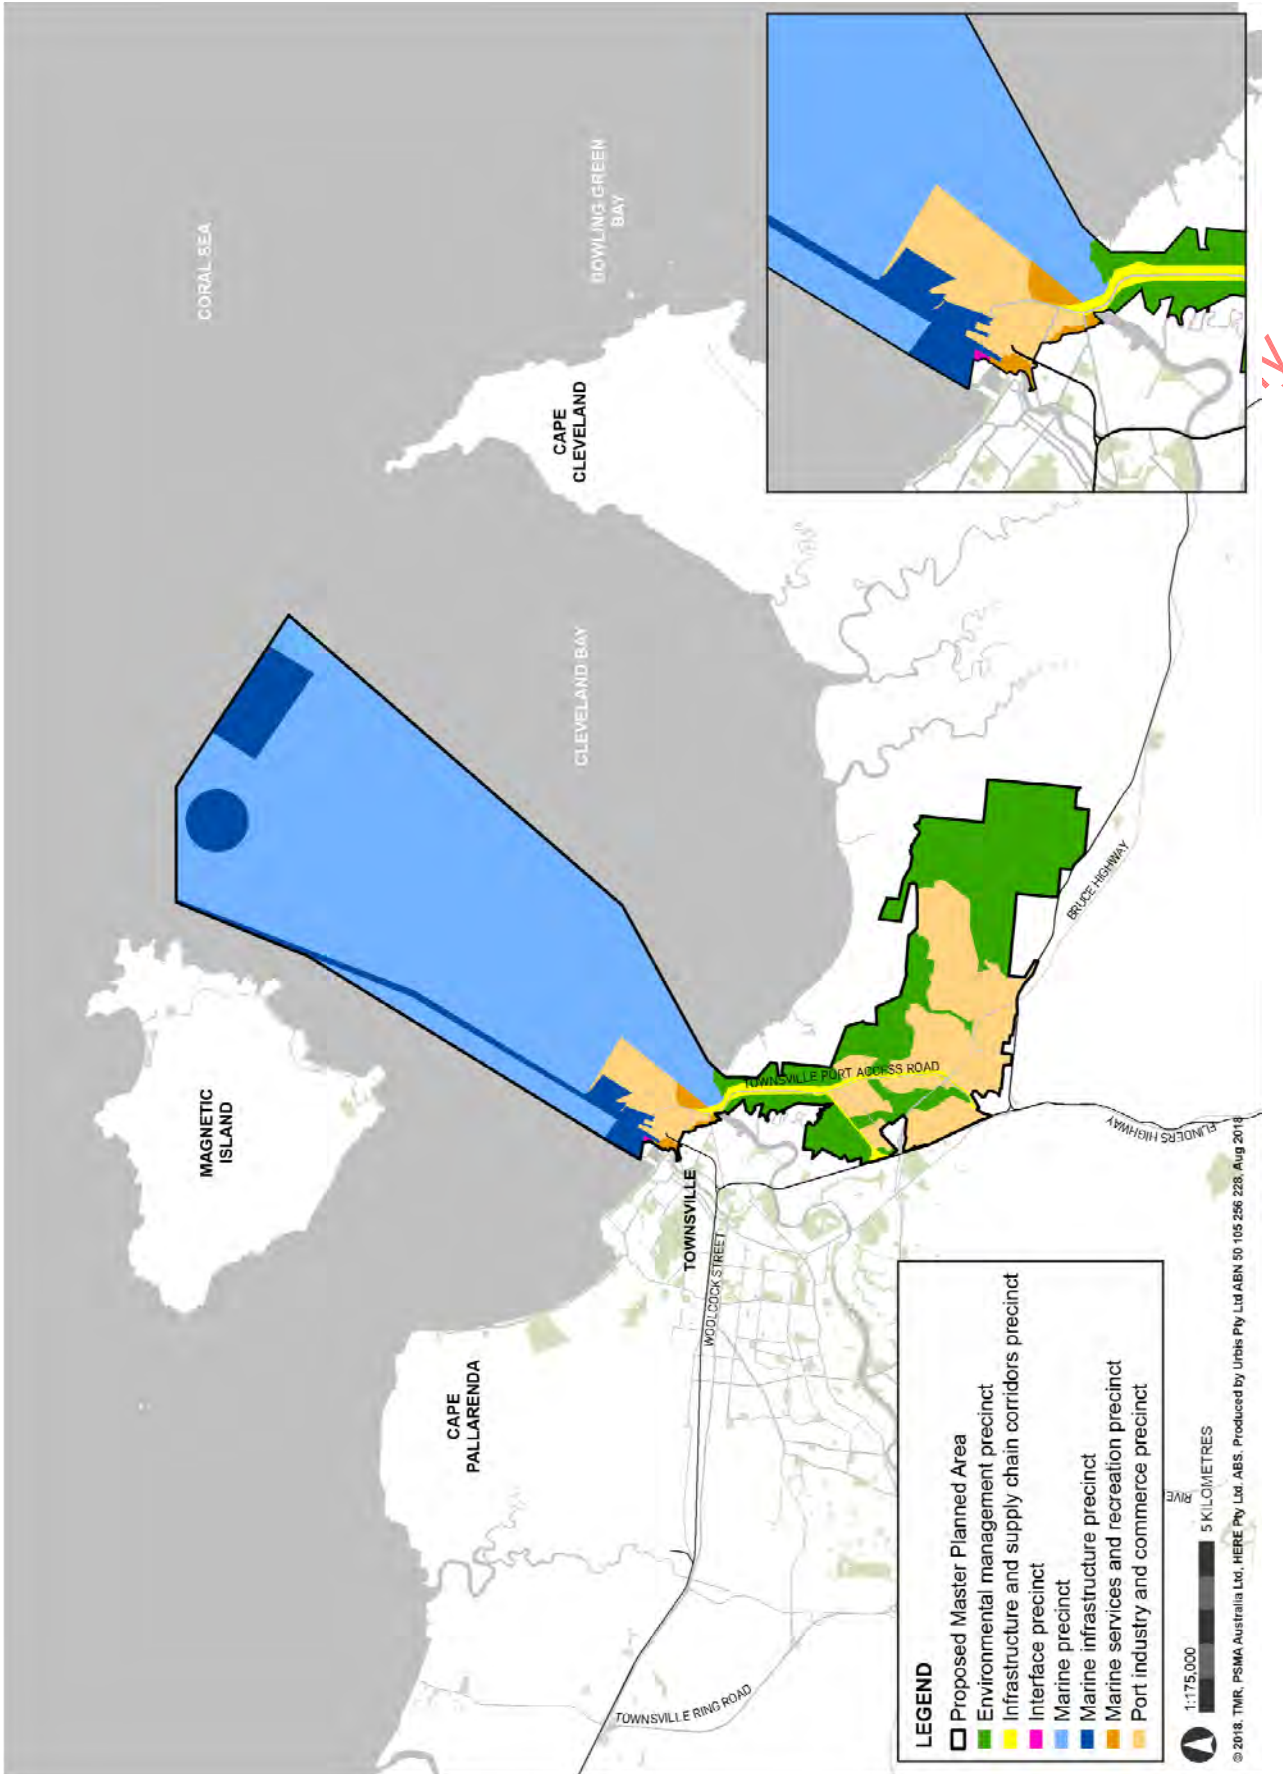 CORAL SEA
BOWLING GREEN
BAY
CAPE
CLEVELAND
CLEVELAND BAY
MAGNETIC
ISLAND
CAPE
PALLARENDA
TOWNSVILLE
WOOLCOCK STREET
TOWNSVILLE PORT ACCESS ROAD
BRUCE HIGHWAY
FLINDERS HIGHWAY
TOWNSVILLE RING ROAD
RIVE
LEGEND
Proposed Master Planned Area
Environmental management precinct
Infrastructure and supply chain corridors precinct
Interface precinct
Marine precinct
Marine infrastructure precinct
Marine services and recreation precinct
Port industry and commerce precinct
1:175,000
5 KILOMETRES
© 2018. TMR, PSMA Australia Ltd, HERE Pty Ltd. ABS. Produced by Urbis Pty Ltd ABN 50 105 256 228, Aug 2018